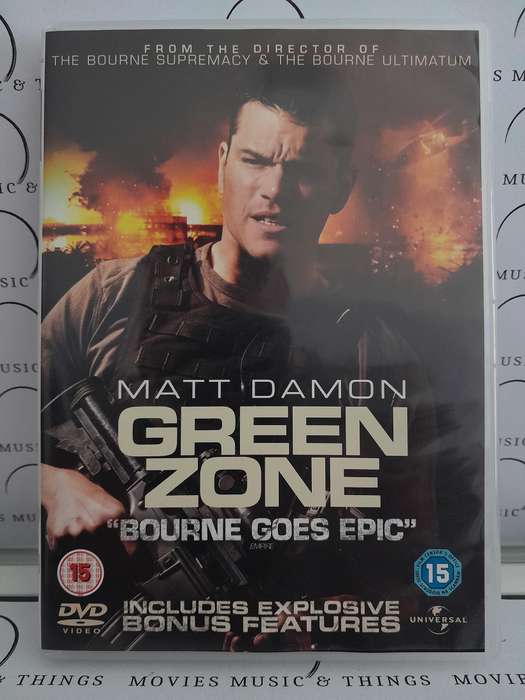 FROM THE DIRECTOR OF
THE BOURNE SUPREMACY & THE BOURNE ULTIMATUM
MATT DAMON
GREEN
ZONE
"BOURNE GOES EPIC"
EMPIRE
15
15
DVD
VIDEO
INCLUDES EXPLOSIVE
BONUS FEATURES
UNIVERSAL
MOVIES MUSIC & THINGS